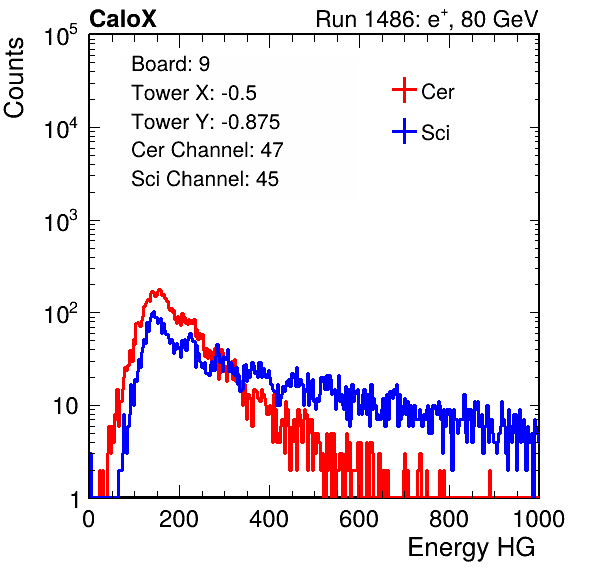 CaloX Run 1486: e⁺, 80 GeV
Counts
10⁵
10⁴
10³
10²
10
1
Board: 9
Tower X: -0.5
Tower Y: -0.875
Cer Channel: 47
Sci Channel: 45
Cer
Sci
0 200 400 600 800 1000
Energy HG